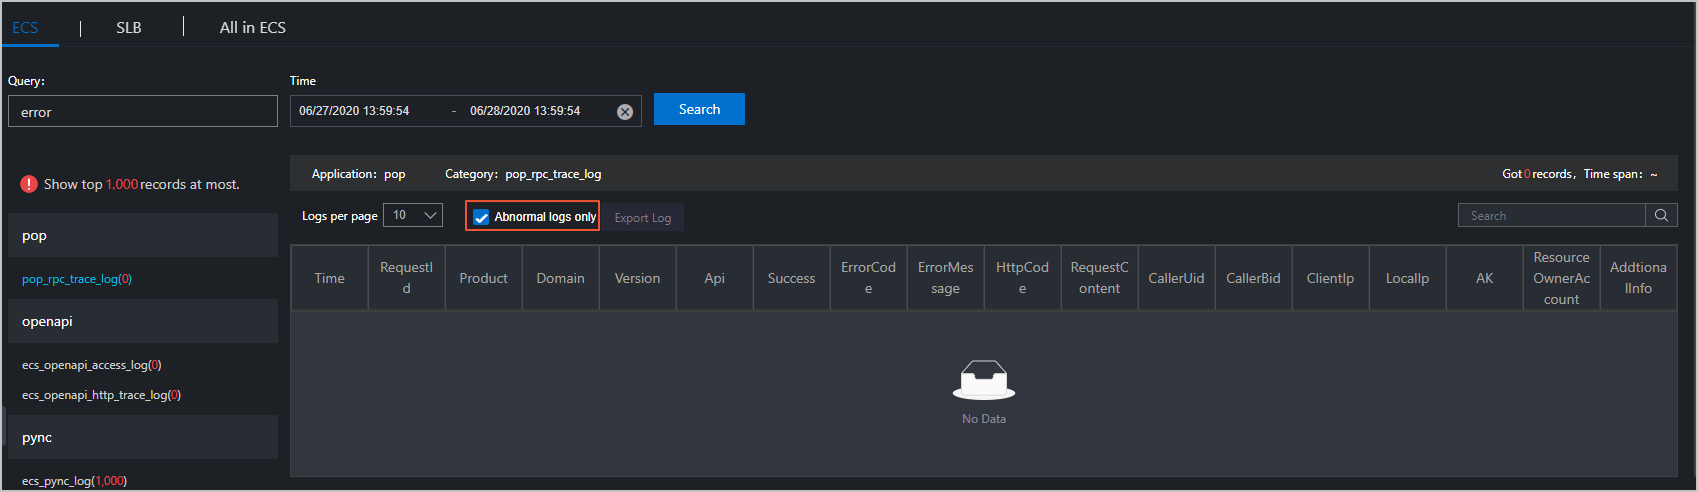 ECS | SLB | All in ECS
Query:
Time
error
06/27/2020 13:59:54 - 06/28/2020 13:59:54
Search
Show top 1,000 records at most.
Application: pop Category: pop_rpc_trace_log Got 0 records, Time span: ~
Logs per page 10 Abnormal logs only Export Log Search
pop
pop_rpc_trace_log(0)
openapi
ecs_openapi_access_log(0)
ecs_openapi_http_trace_log(0)
pync
ecs_pync_log(1,000)
Time
RequestI
d
Product
Domain
Version
Api
Success
ErrorCod
e
ErrorMes
sage
HttpCod
e
RequestC
ontent
CallerUid
CallerBid
ClientIp
LocalIp
AK
Resource
OwnerAc
count
Addtiona
lInfo
No Data